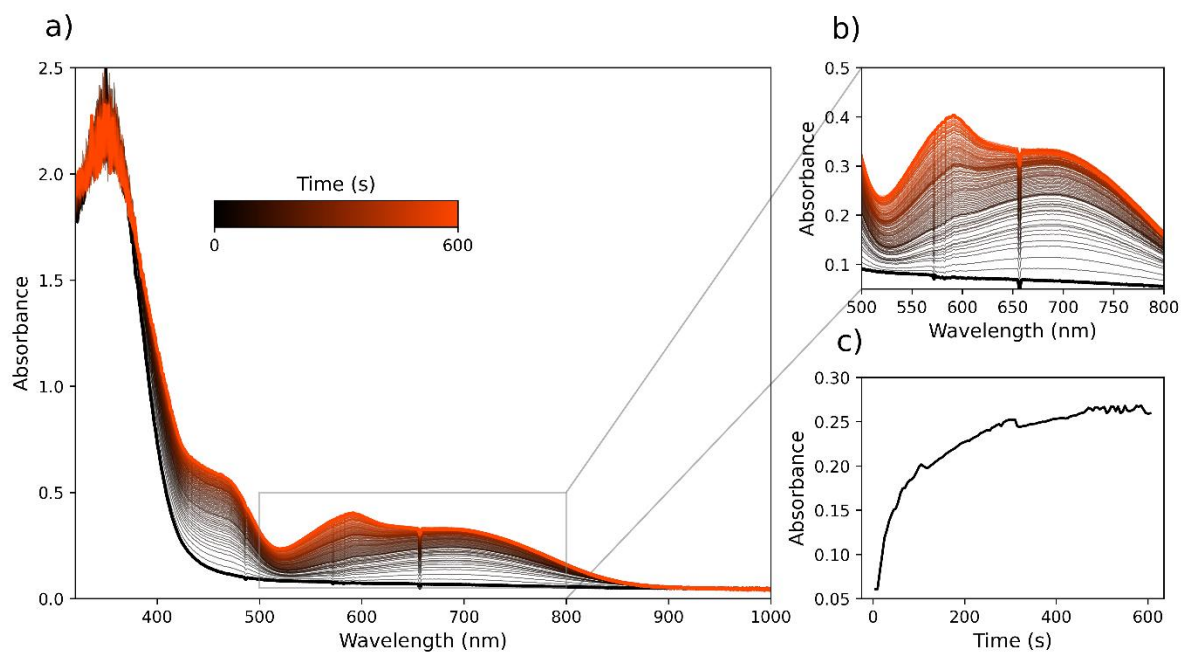 a)
2.5
2.0
1.5
1.0
0.5
0.0
Absorbance
Time (s)
0 600
400 500 600 700 800 900 1000
Wavelength (nm)
b)
0.5
0.4
0.3
0.2
0.1
Absorbance
500 550 600 650 700 750 800
Wavelength (nm)
c)
0.30
0.25
0.20
0.15
0.10
0.05
Absorbance
0 200 400 600
Time (s)